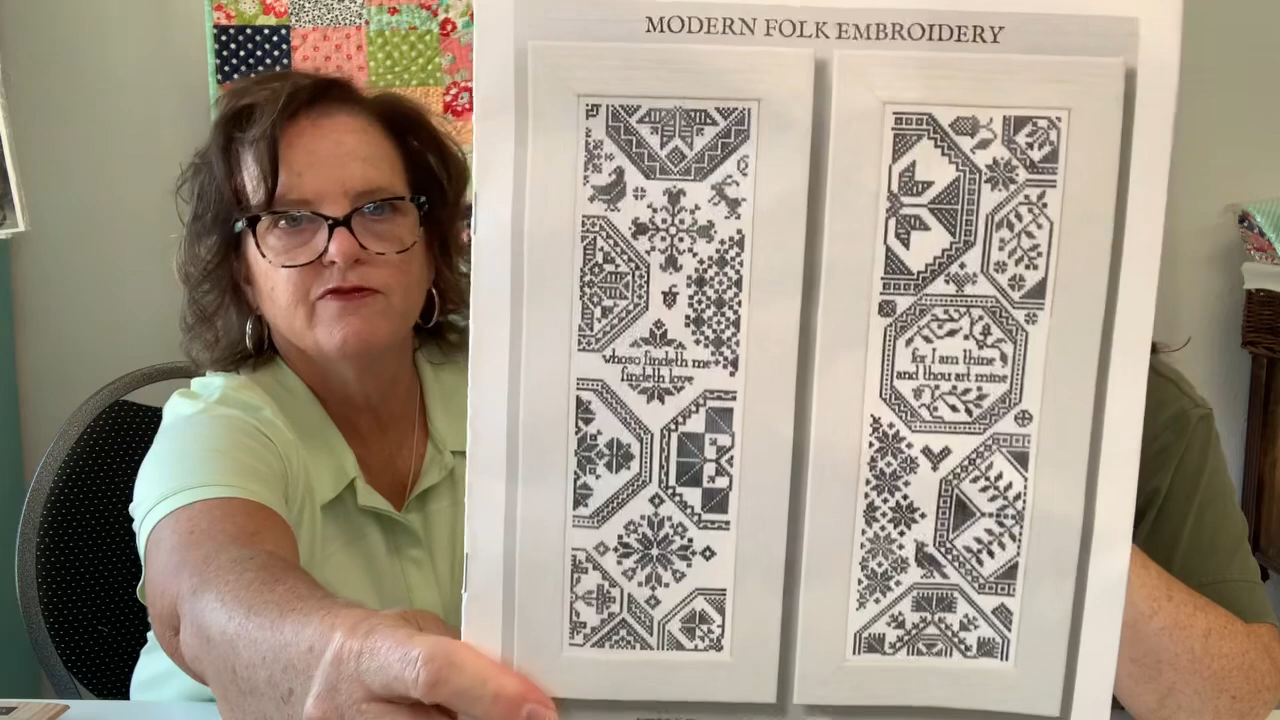 MODERN FOLK EMBROIDERY
whoso findeth me
findeth love
for I am thine
and thou art mine